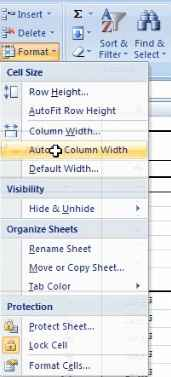 Insert
Delete
Format
Sort &
Filter
Find &
Select
Cell Size
Row Height...
AutoFit Row Height
Column Width...
Column Width
Default Width...
Visibility
Hide & Unhide
Organize Sheets
Rename Sheet
Move or Copy Sheet...
Tab Color
Protection
Protect Sheet...
Lock Cell
Format Cells...